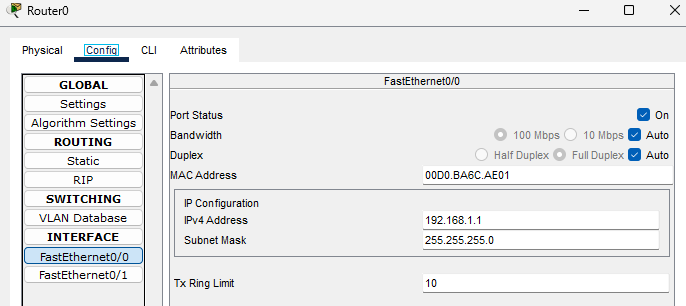 Router0
Physical Config CLI Attributes
GLOBAL
Settings
Algorithm Settings
ROUTING
Static
RIP
SWITCHING
VLAN Database
INTERFACE
FastEthernet0/0
FastEthernet0/1
FastEthernet0/0
Port Status On
Bandwidth 100 Mbps 10 Mbps Auto
Duplex Half Duplex Full Duplex Auto
MAC Address 00D0.BA6C.AE01
IP Configuration
IPv4 Address 192.168.1.1
Subnet Mask 255.255.255.0
Tx Ring Limit 10